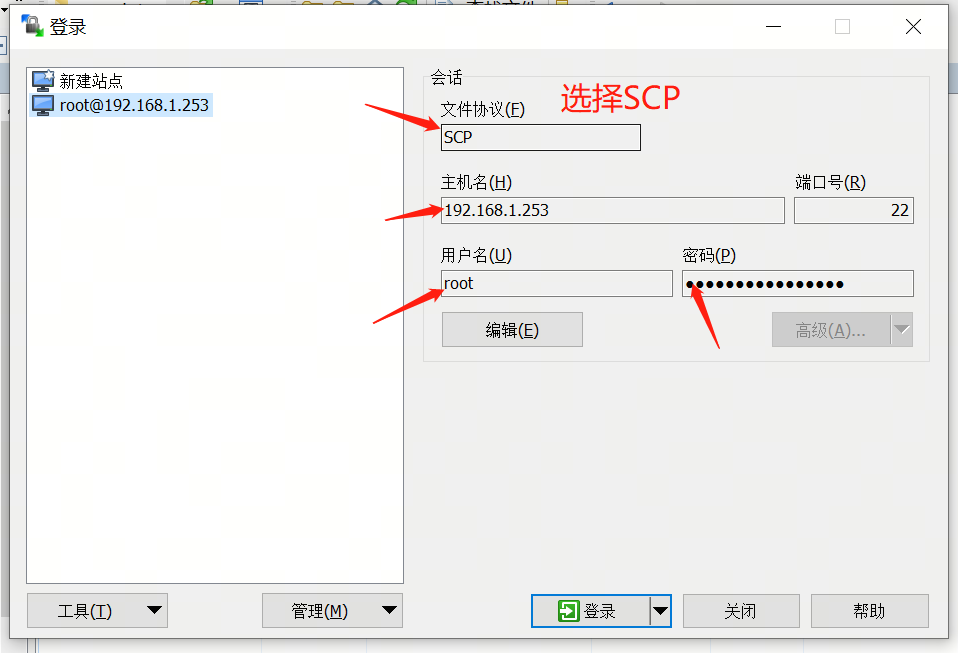 登录
新建站点
root@192.168.1.253
会话
文件协议(F)
选择SCP
SCP
主机名(H)
端口号(R)
192.168.1.253
22
用户名(U)
密码(P)
root
••••••••••••••••
编辑(E)
高级(A)...
工具(T)
管理(M)
登录
关闭
帮助